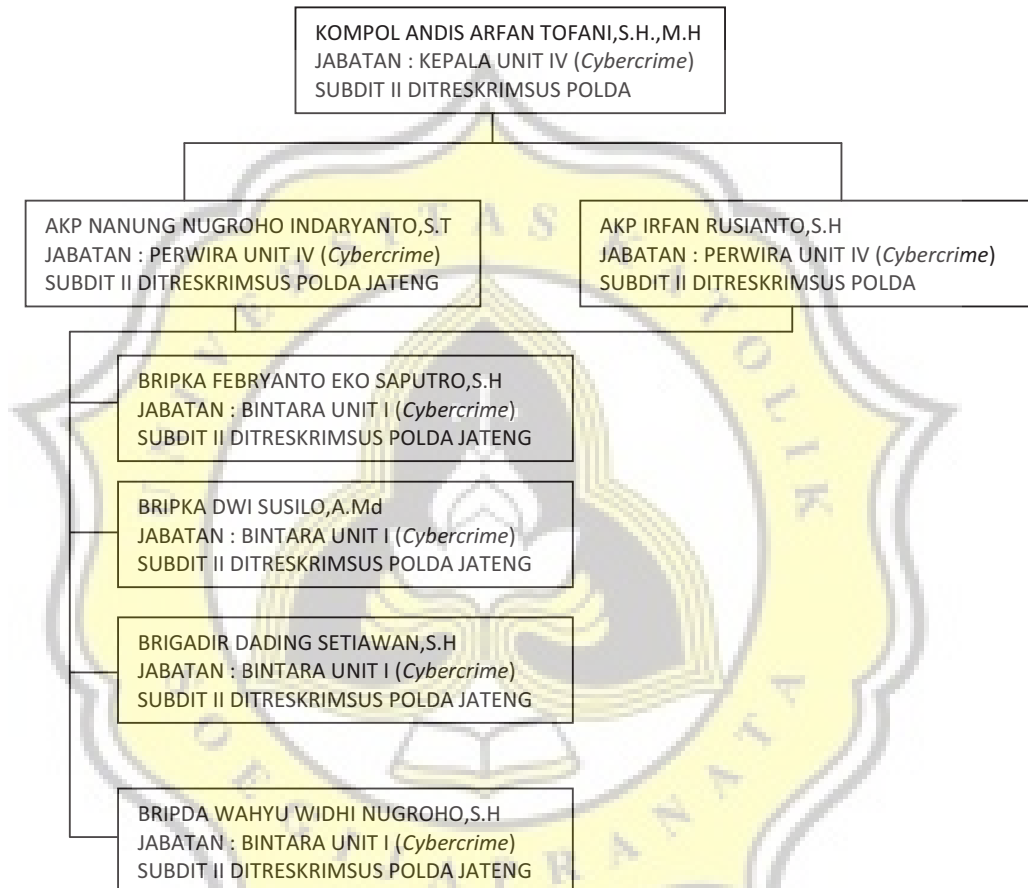 KOMPOL ANDIS ARFAN TOFANI,S.H.,M.H
JABATAN : KEPALA UNIT IV (Cybercrime)
SUBDIT II DITRESKRIMSUS POLDA
AKP NANUNG NUGROHO INDARYANTO,S.T
JABATAN : PERWIRA UNIT IV (Cybercrime)
SUBDIT II DITRESKRIMSUS POLDA JATENG
AKP IRFAN RUSIANTO,S.H
JABATAN : PERWIRA UNIT IV (Cybercrime)
SUBDIT II DITRESKRIMSUS POLDA
BRIPKA FEBRYANTO EKO SAPUTRO,S.H
JABATAN : BINTARA UNIT I (Cybercrime)
SUBDIT II DITRESKRIMSUS POLDA JATENG
BRIPKA DWI SUSILO,A.Md
JABATAN : BINTARA UNIT I (Cybercrime)
SUBDIT II DITRESKRIMSUS POLDA JATENG
BRIGADIR DADING SETIAWAN,S.H
JABATAN : BINTARA UNIT I (Cybercrime)
SUBDIT II DITRESKRIMSUS POLDA JATENG
BRIPDA WAHYU WIDHI NUGROHO,S.H
JABATAN : BINTARA UNIT I (Cybercrime)
SUBDIT II DITRESKRIMSUS POLDA JATENG
UNIVERSITAS KATOLIK
SOEGIJAPRANATA